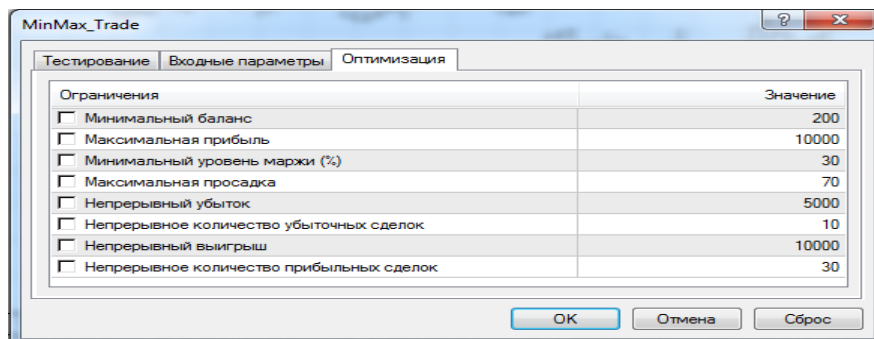 MinMax_Trade
Тестирование Входные параметры Оптимизация
Ограничения Значение
Минимальный баланс 200
Максимальная прибыль 10000
Минимальный уровень маржи (%) 30
Максимальная просадка 70
Непрерывный убыток 5000
Непрерывное количество убыточных сделок 10
Непрерывный выигрыш 10000
Непрерывное количество прибыльных сделок 30
OK Отмена Сброс